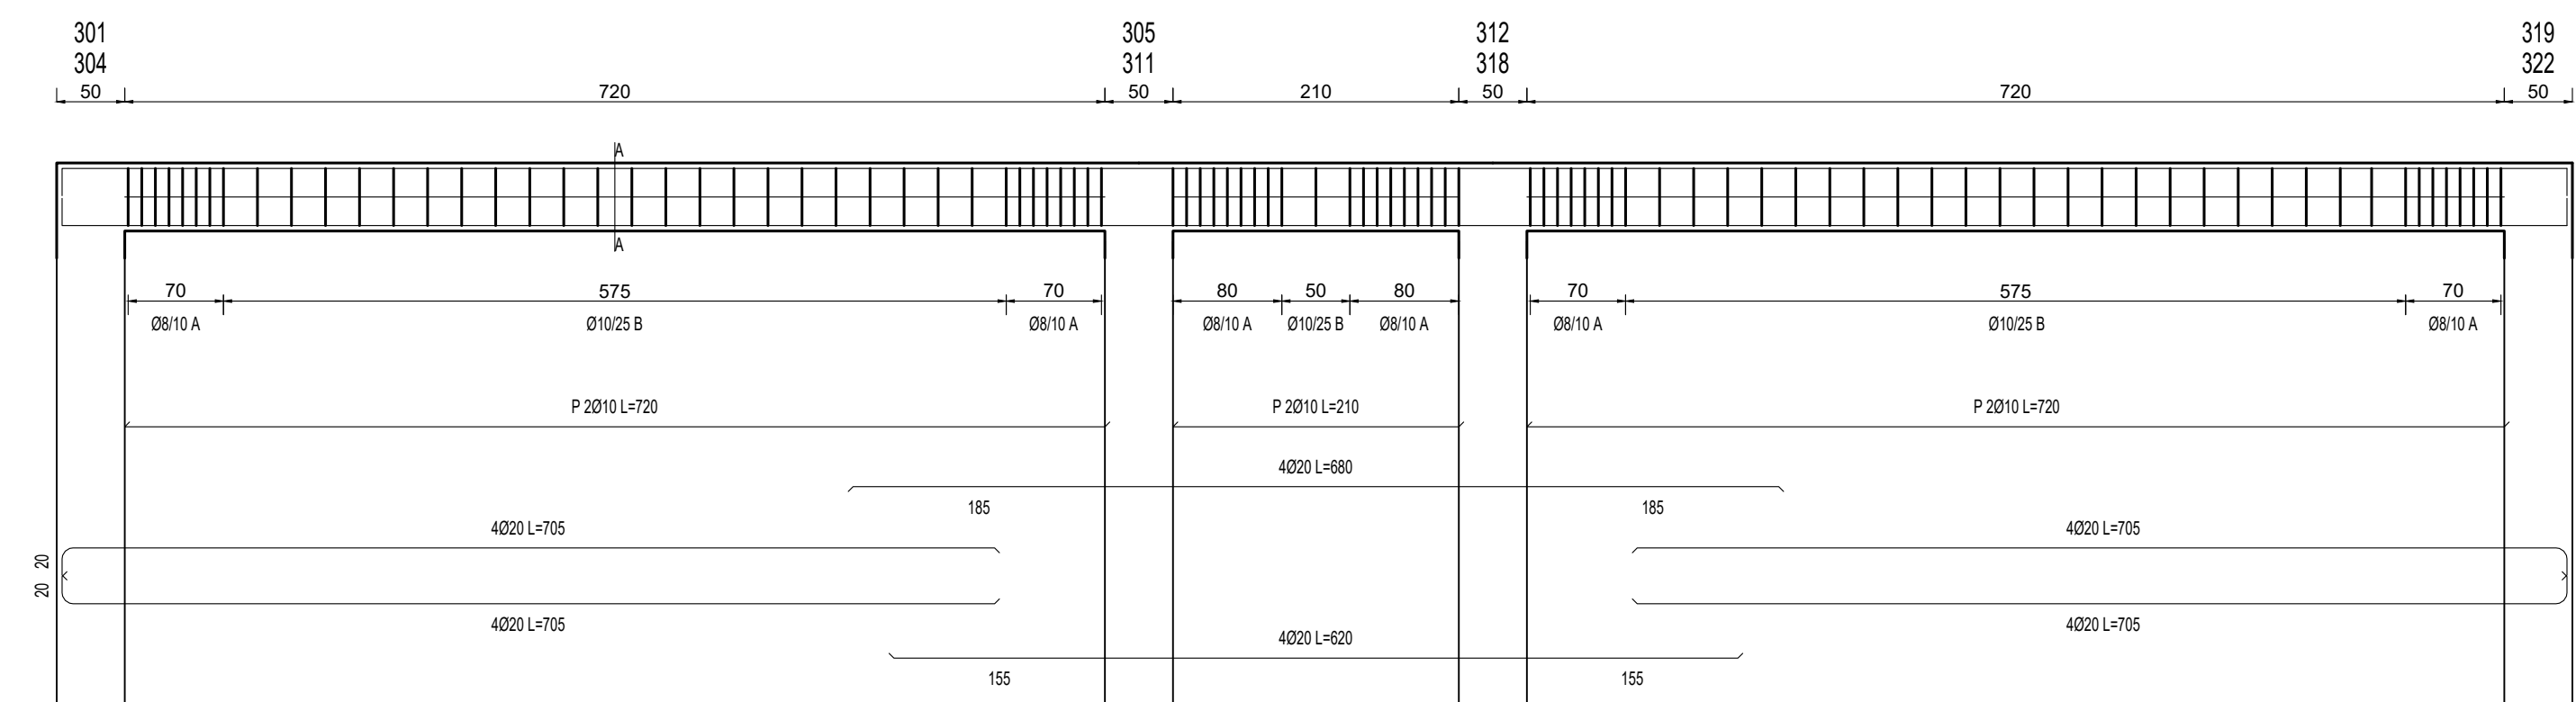 301 305 312 319
304 311 318 322
50 720 50 210 50 720 50
A
A
70 575 70 80 50 80 70 575 70
Ø8/10 A Ø10/25 B Ø8/10 A Ø8/10 A Ø10/25 B Ø8/10 A Ø8/10 A Ø10/25 B Ø8/10 A
P 2Ø10 L=720 P 2Ø10 L=210 P 2Ø10 L=720
4Ø20 L=680
185 185
4Ø20 L=705 4Ø20 L=705
20 20
4Ø20 L=705 4Ø20 L=705
4Ø20 L=620
155 155